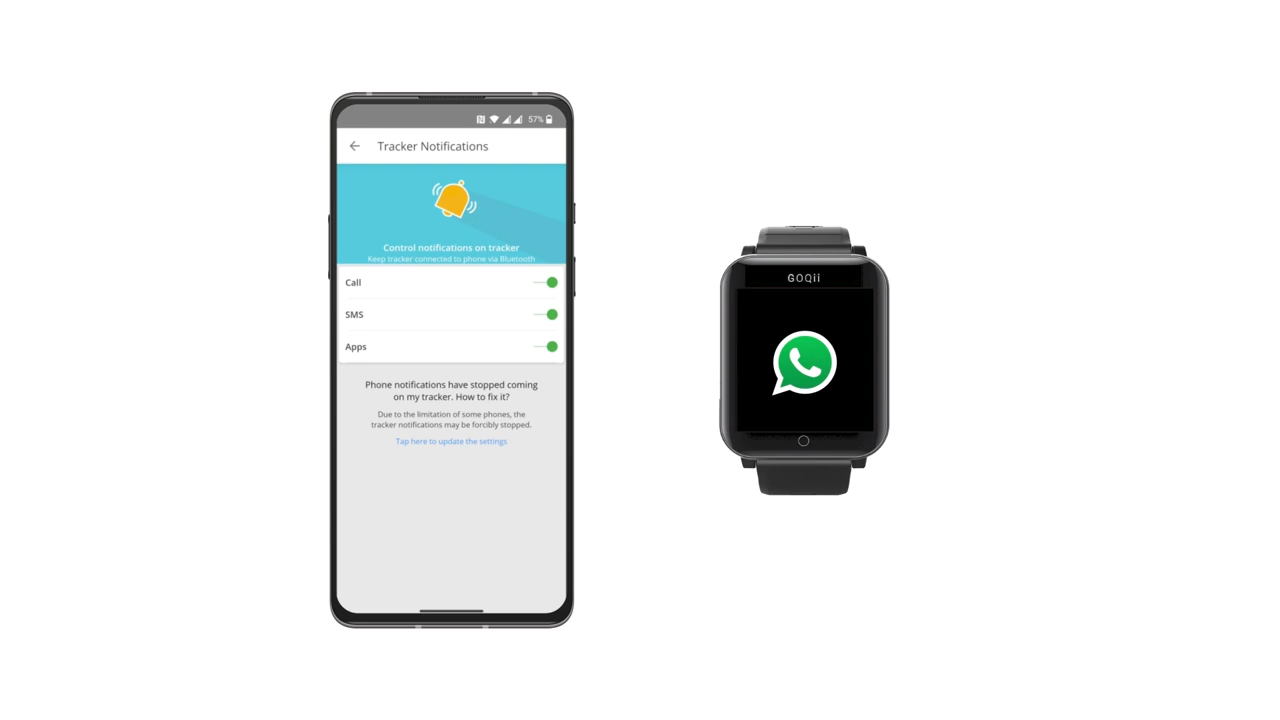 57%
Tracker Notifications
Control notifications on tracker
Keep tracker connected to phone via Bluetooth
Call
SMS
Apps
Phone notifications have stopped coming
on my tracker. How to fix it?
Due to the limitation of some phones, the
tracker notifications may be forcibly stopped.
Tap here to update the settings
GOQii